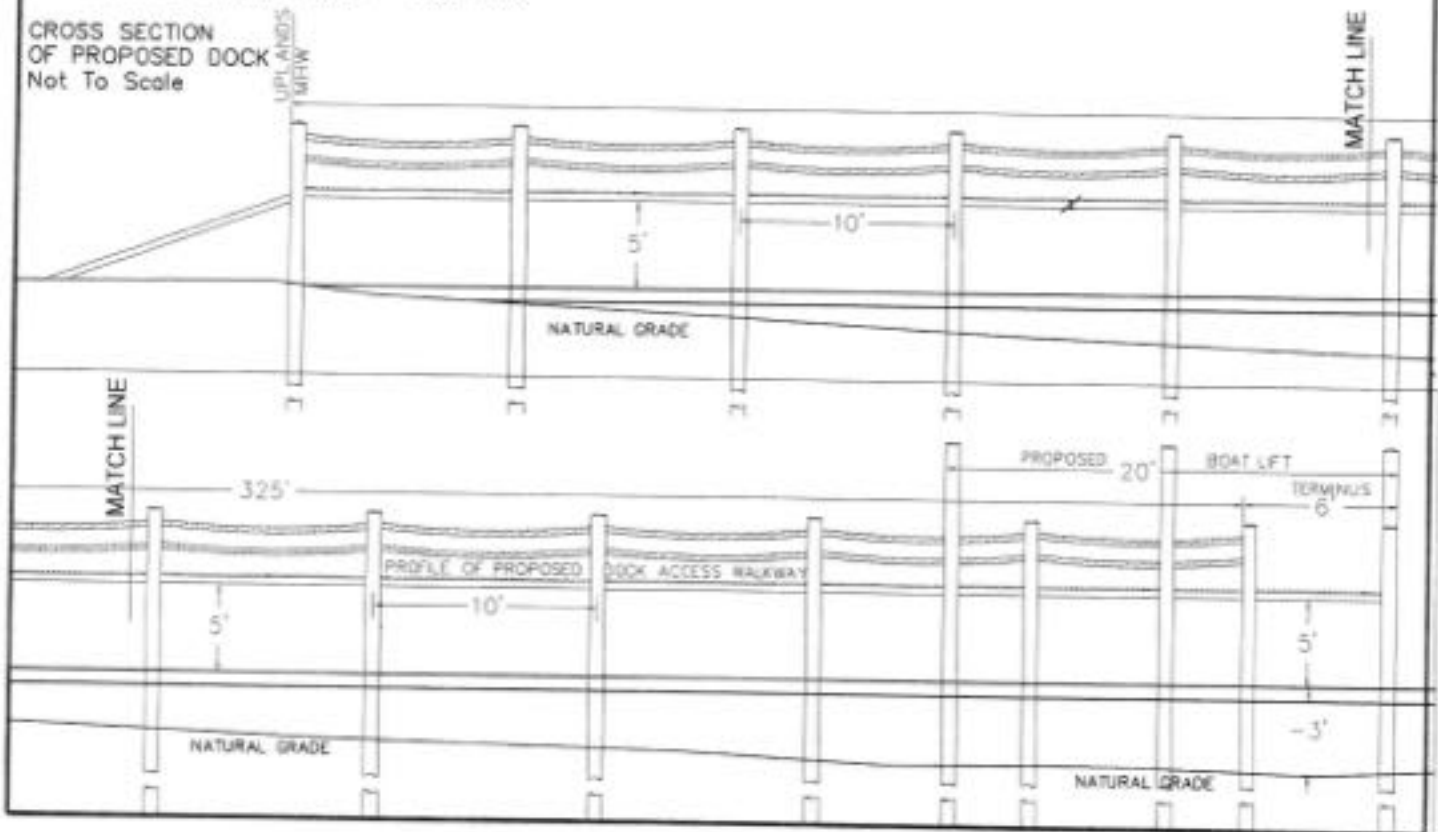 CROSS SECTION
OF PROPOSED DOCK
Not To Scale
UPLANDS
MHW
MATCH LINE
5'
10'
NATURAL GRADE
MATCH LINE
325'
PROPOSED
20'
BOAT LIFT
TERMINUS
6'
PROFILE OF PROPOSED DOCK ACCESS WALKWAY
10'
5'
5'
-3'
NATURAL GRADE
NATURAL GRADE